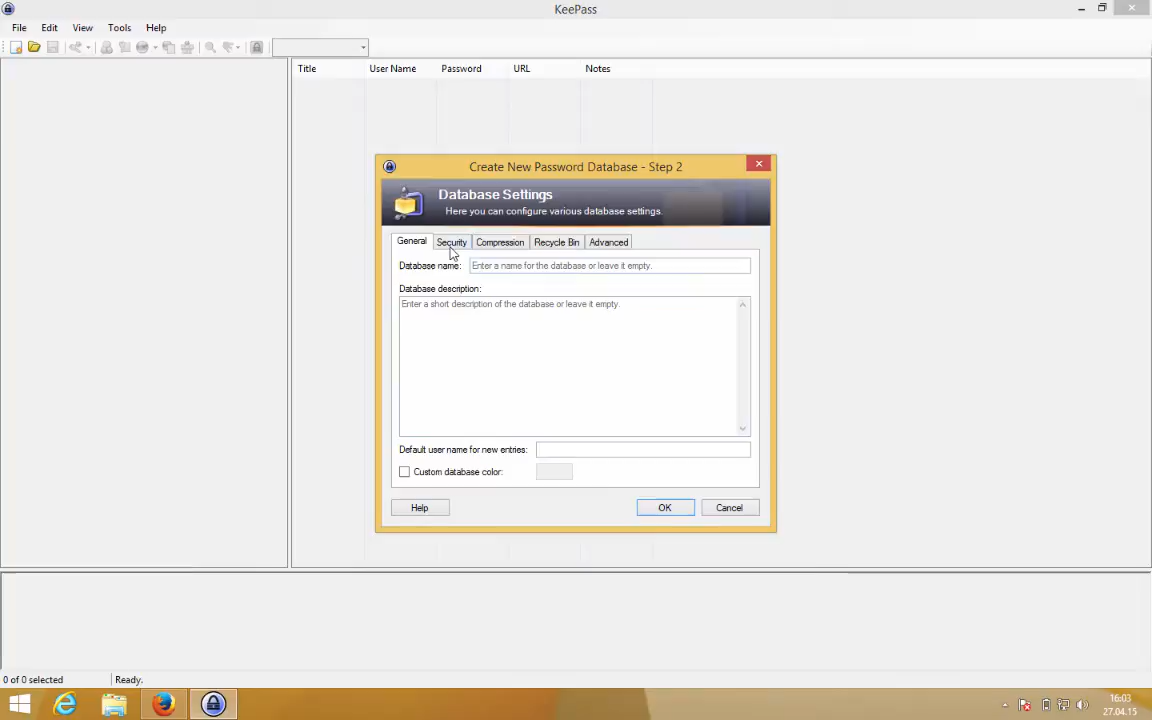 KeePass
File Edit View Tools Help
Title User Name Password URL Notes
Create New Password Database - Step 2
Database Settings
Here you can configure various database settings.
General Security Compression Recycle Bin Advanced
Database name: Enter a name for the database or leave it empty.
Database description:
Enter a short description of the database or leave it empty.
Default user name for new entries:
Custom database color:
Help OK Cancel
0 of 0 selected Ready.
16:03
27.04.15